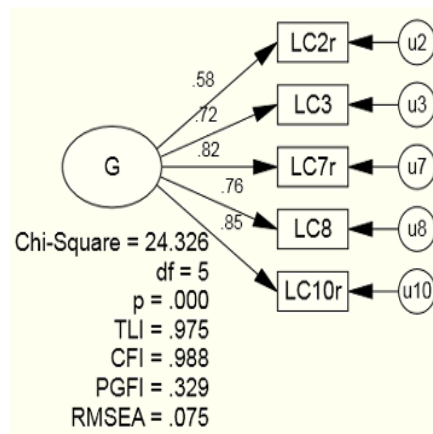 LC2r
u2
.58
LC3
u3
.72
.82
G
LC7r
u7
.76
LC8
u8
.85
LC10r
u10
Chi-Square = 24.326
df = 5
p = .000
TLI = .975
CFI = .988
PGFI = .329
RMSEA = .075